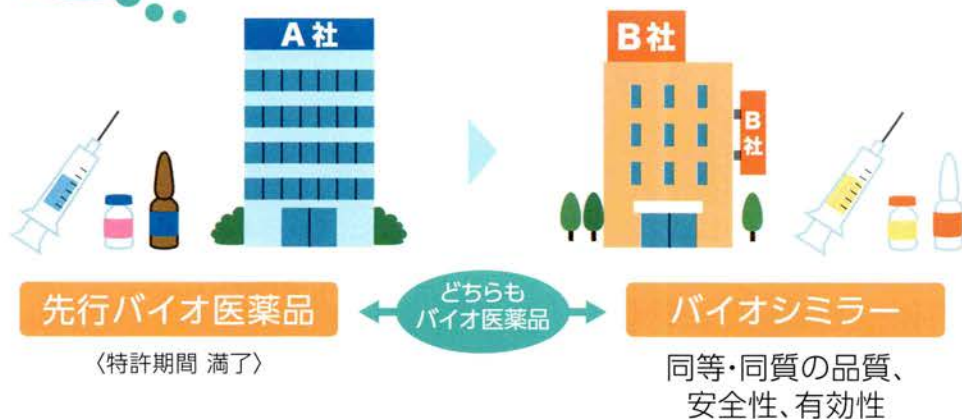 A社
B社
B社
先行バイオ医薬品
どちらも
バイオ医薬品
バイオシミラー
〈特許期間 満了〉
同等・同質の品質、
安全性、有効性